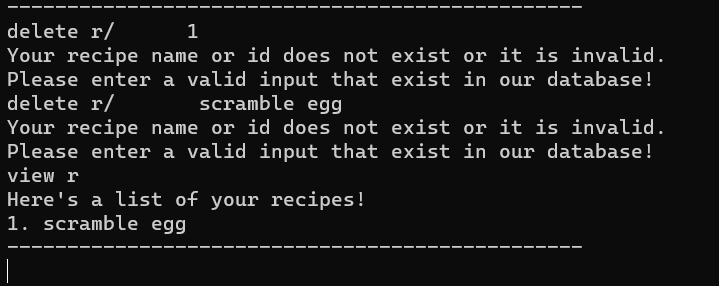 ------------------------------------------------
delete r/      1
Your recipe name or id does not exist or it is invalid.
Please enter a valid input that exist in our database!
delete r/       scramble egg
Your recipe name or id does not exist or it is invalid.
Please enter a valid input that exist in our database!
view r
Here's a list of your recipes!
1. scramble egg
------------------------------------------------